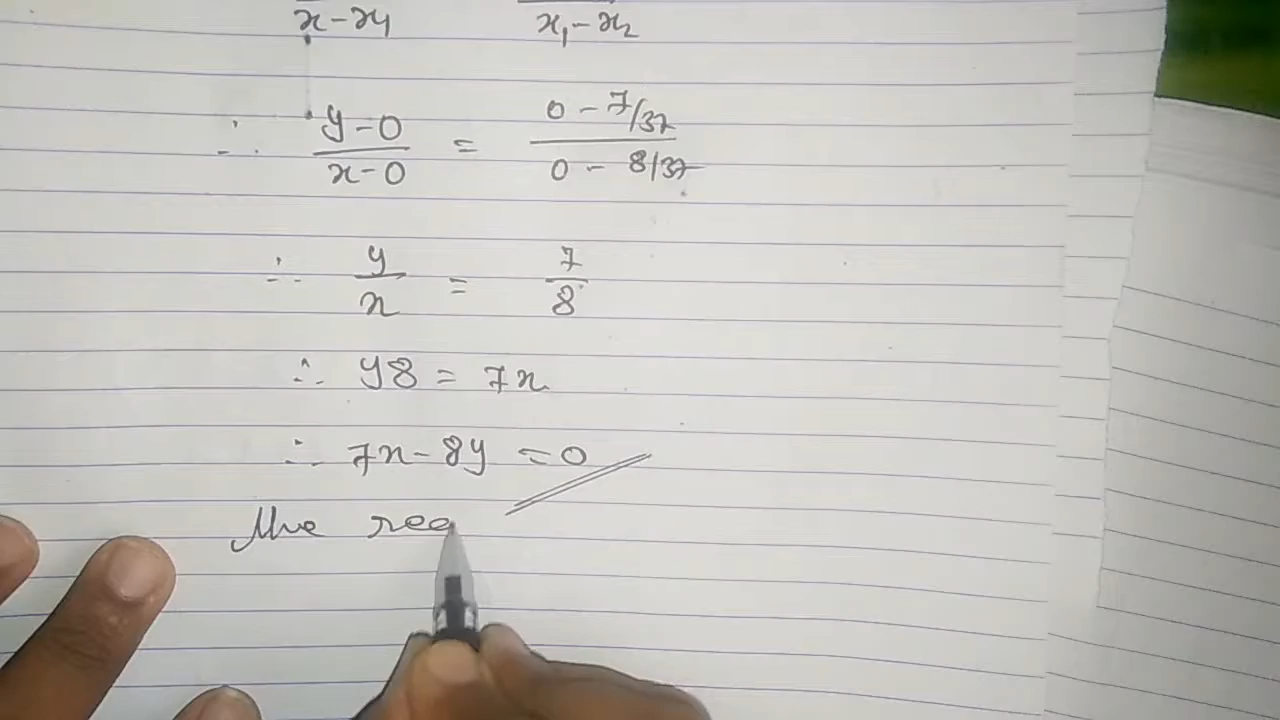 x-x1 x1-x2
∴ y-0/x-0 = 0-7/37 / 0-8/37
∴ y/x = 7/8
∴ y8 = 7x
∴ 7x-8y = 0
The req